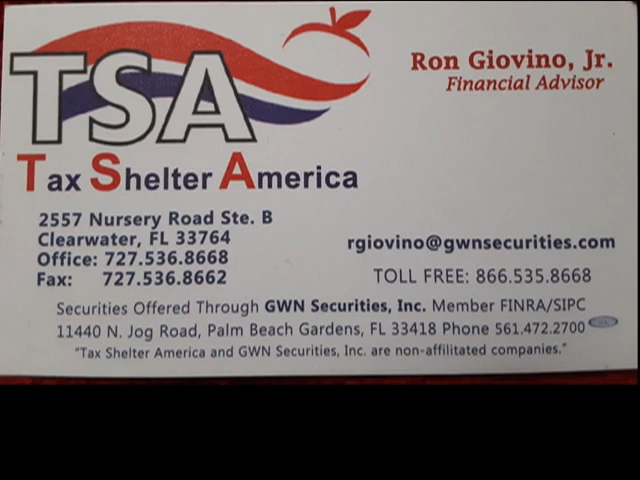 TSA
Tax Shelter America
Ron Giovino, Jr.
Financial Advisor
2557 Nursery Road Ste. B
Clearwater, FL 33764
Office: 727.536.8668
Fax: 727.536.8662
rgiovino@gwnsecurities.com
TOLL FREE: 866.535.8668
Securities Offered Through GWN Securities, Inc. Member FINRA/SIPC
11440 N. Jog Road, Palm Beach Gardens, FL 33418 Phone 561.472.2700
"Tax Shelter America and GWN Securities, Inc. are non-affilitated companies."